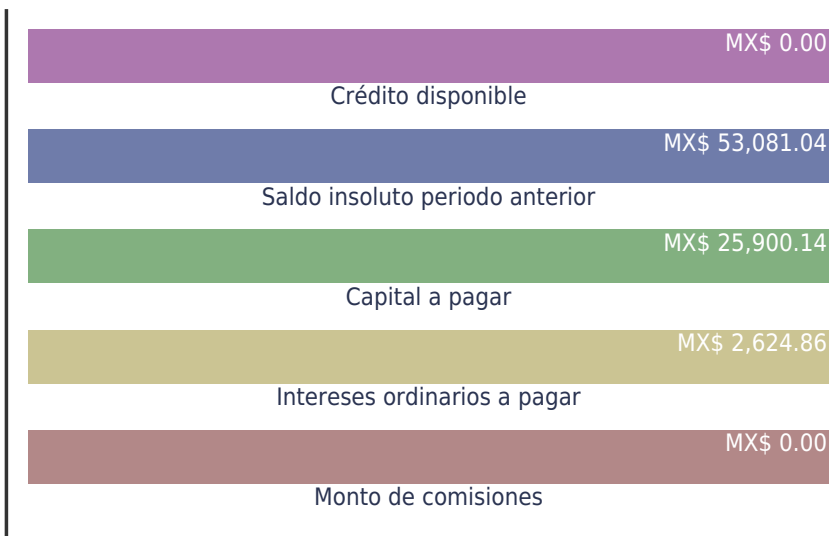 MX$ 0.00
Crédito disponible
MX$ 53,081.04
Saldo insoluto periodo anterior
MX$ 25,900.14
Capital a pagar
MX$ 2,624.86
Intereses ordinarios a pagar
MX$ 0.00
Monto de comisiones